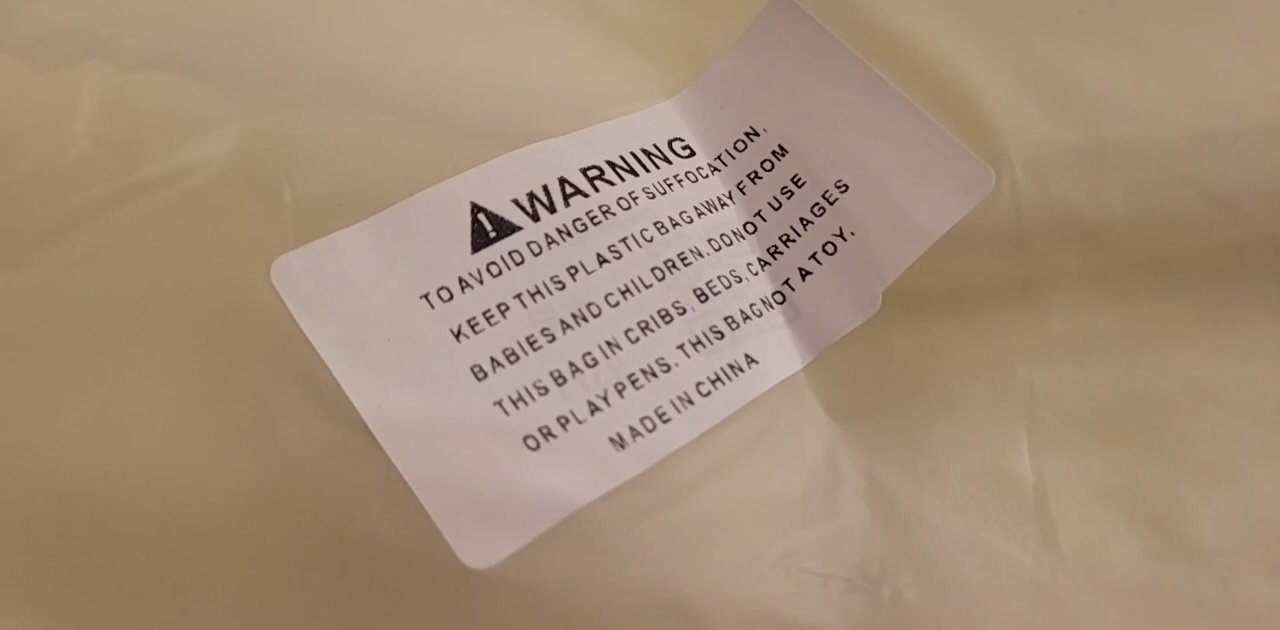 WARNING
TO AVOID DANGER OF SUFFOCATION,
KEEP THIS PLASTIC BAG AWAY FROM
BABIES AND CHILDREN. DO NOT USE
THIS BAG IN CRIBS, BEDS, CARRIAGES
OR PLAY PENS. THIS BAG NOT A TOY.
MADE IN CHINA